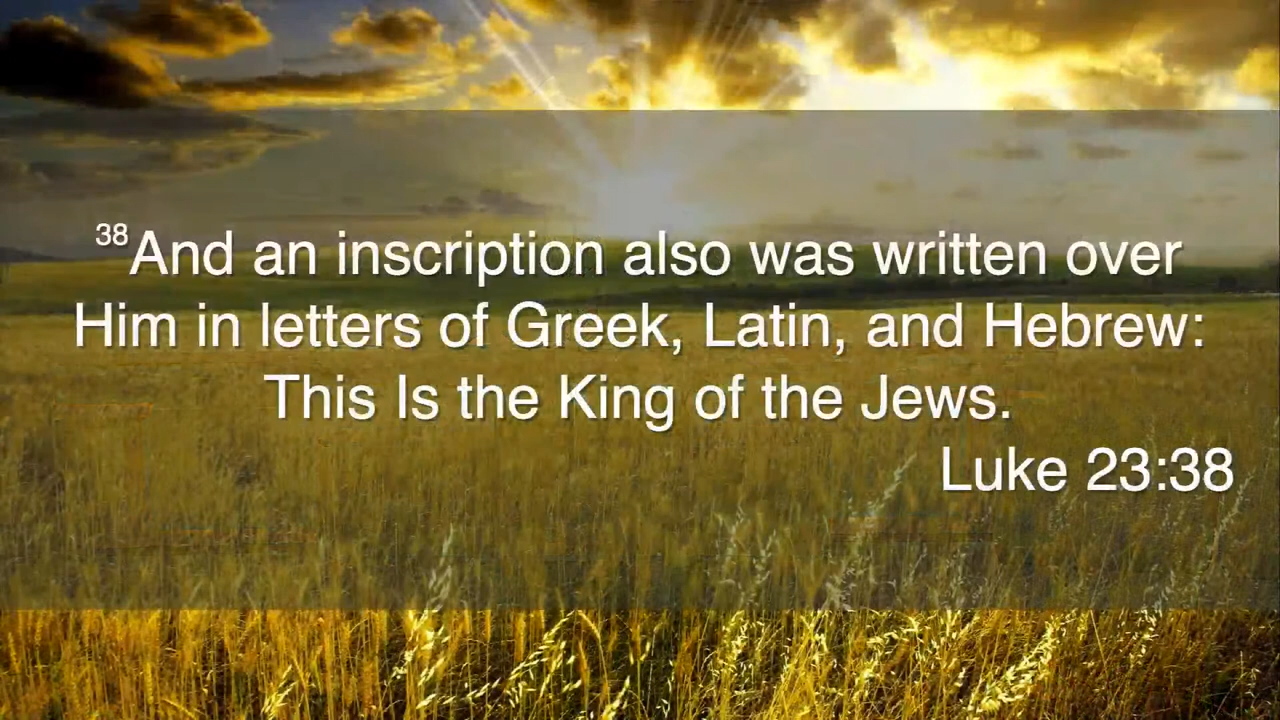 38And an inscription also was written over
Him in letters of Greek, Latin, and Hebrew:
This Is the King of the Jews.
Luke 23:38